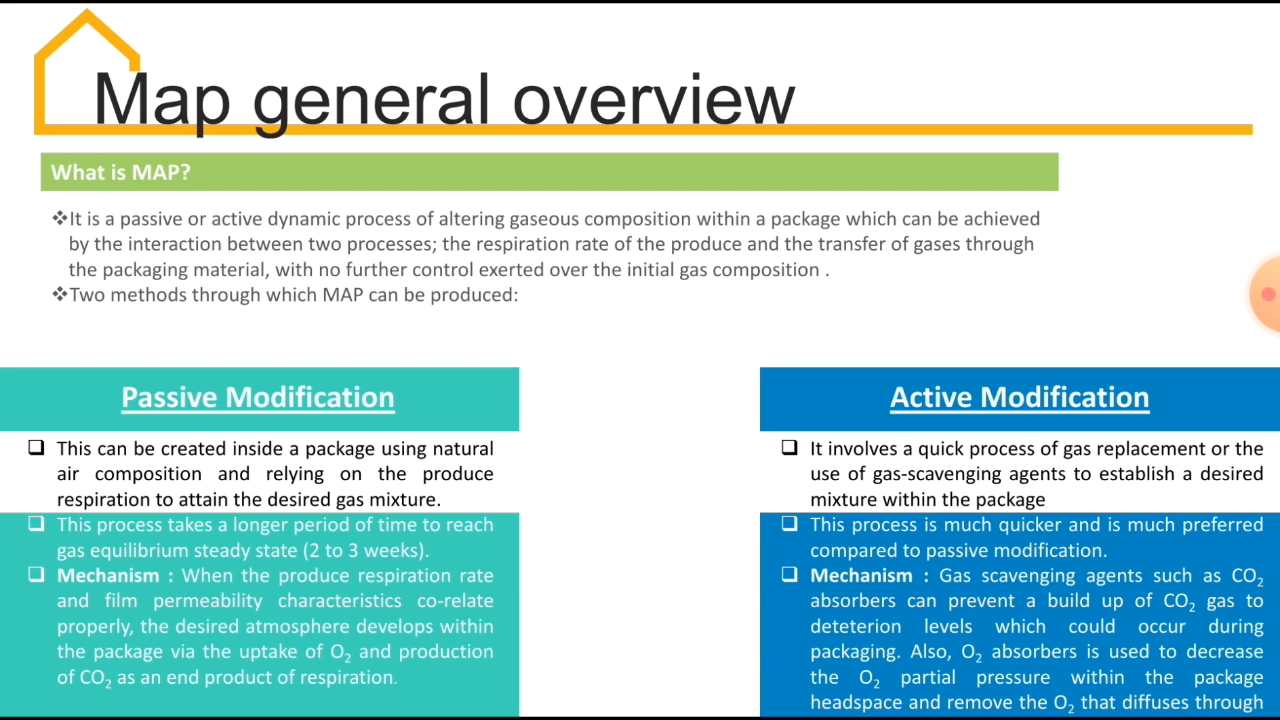 Map general overview
What is MAP?
❖It is a passive or active dynamic process of altering gaseous composition within a package which can be achieved
by the interaction between two processes; the respiration rate of the produce and the transfer of gases through
the packaging material, with no further control exerted over the initial gas composition .
❖Two methods through which MAP can be produced:
Passive Modification
❑ This can be created inside a package using natural
air composition and relying on the produce
respiration to attain the desired gas mixture.
❑ This process takes a longer period of time to reach
gas equilibrium steady state (2 to 3 weeks).
❑ Mechanism : When the produce respiration rate
and film permeability characteristics co-relate
properly, the desired atmosphere develops within
the package via the uptake of O₂ and production
of CO₂ as an end product of respiration.
Active Modification
❑ It involves a quick process of gas replacement or the
use of gas-scavenging agents to establish a desired
mixture within the package
❑ This process is much quicker and is much preferred
compared to passive modification.
❑ Mechanism : Gas scavenging agents such as CO₂
absorbers can prevent a build up of CO₂ gas to
deteterion levels which could occur during
packaging. Also, O₂ absorbers is used to decrease
the O₂ partial pressure within the package
headspace and remove the O₂ that diffuses through